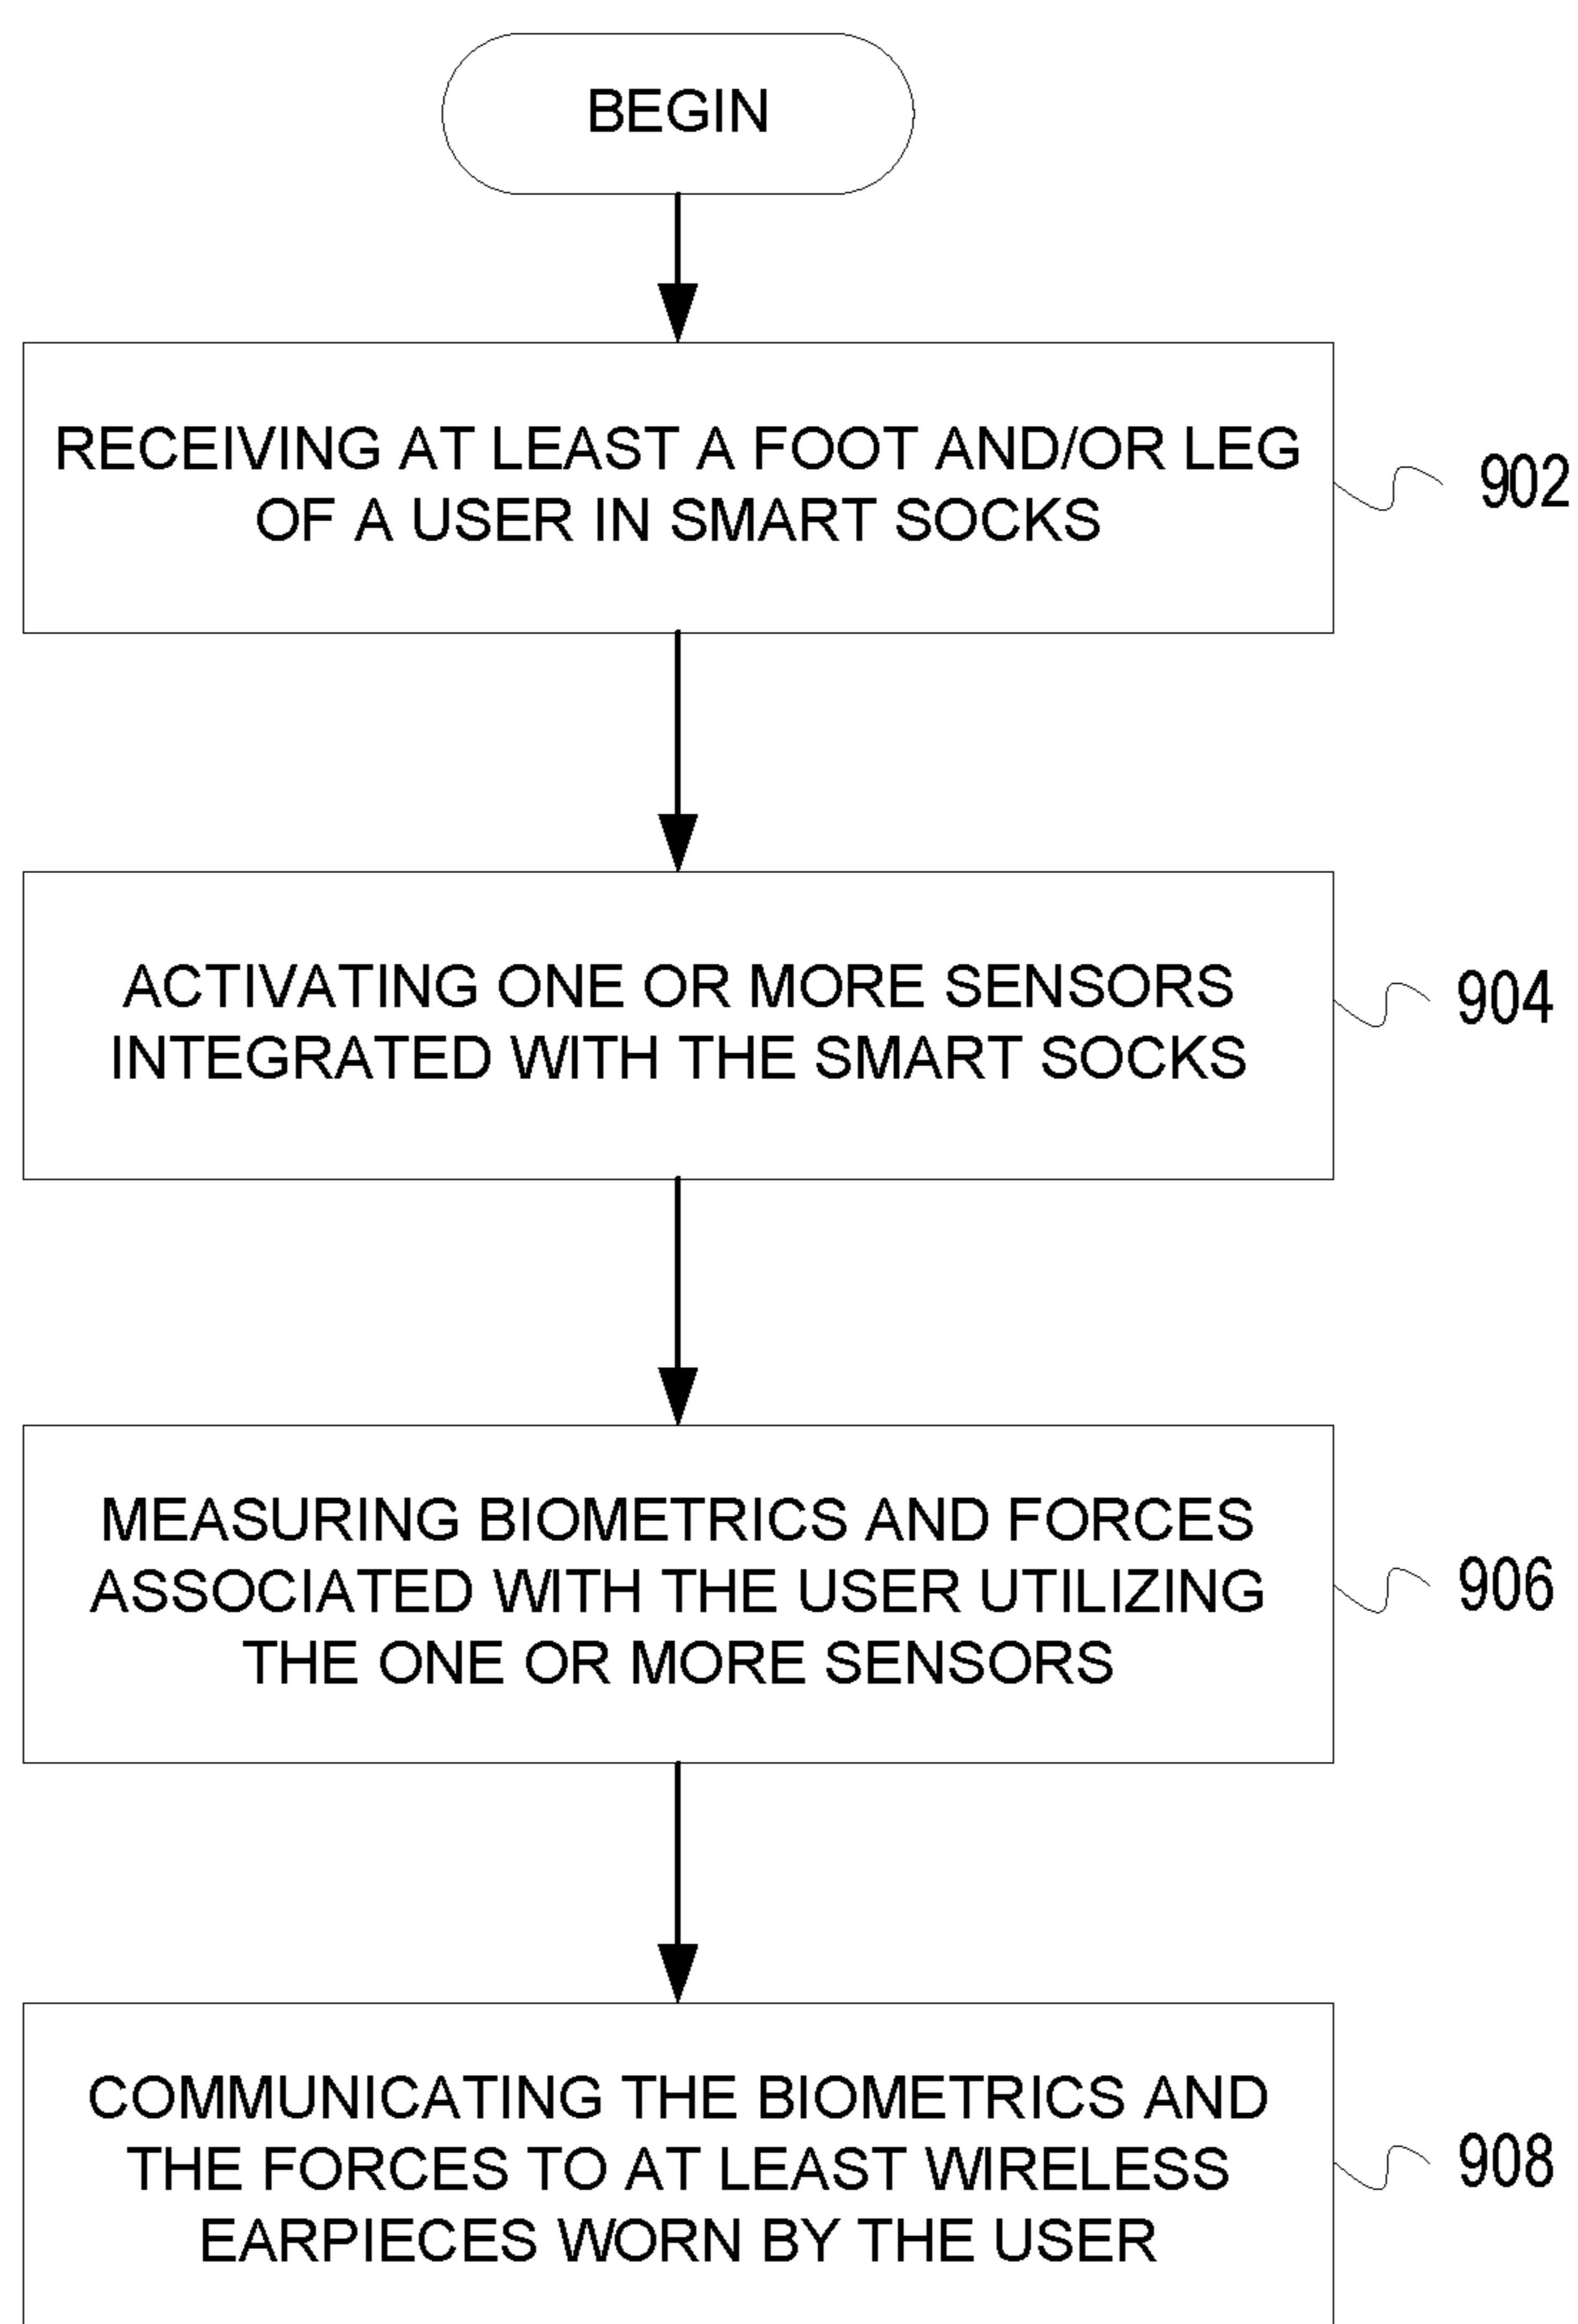 BEGIN
RECEIVING AT LEAST A FOOT AND/OR LEG
OF A USER IN SMART SOCKS
902
ACTIVATING ONE OR MORE SENSORS
INTEGRATED WITH THE SMART SOCKS
904
MEASURING BIOMETRICS AND FORCES
ASSOCIATED WITH THE USER UTILIZING
THE ONE OR MORE SENSORS
906
COMMUNICATING THE BIOMETRICS AND
THE FORCES TO AT LEAST WIRELESS
EARPIECES WORN BY THE USER
908